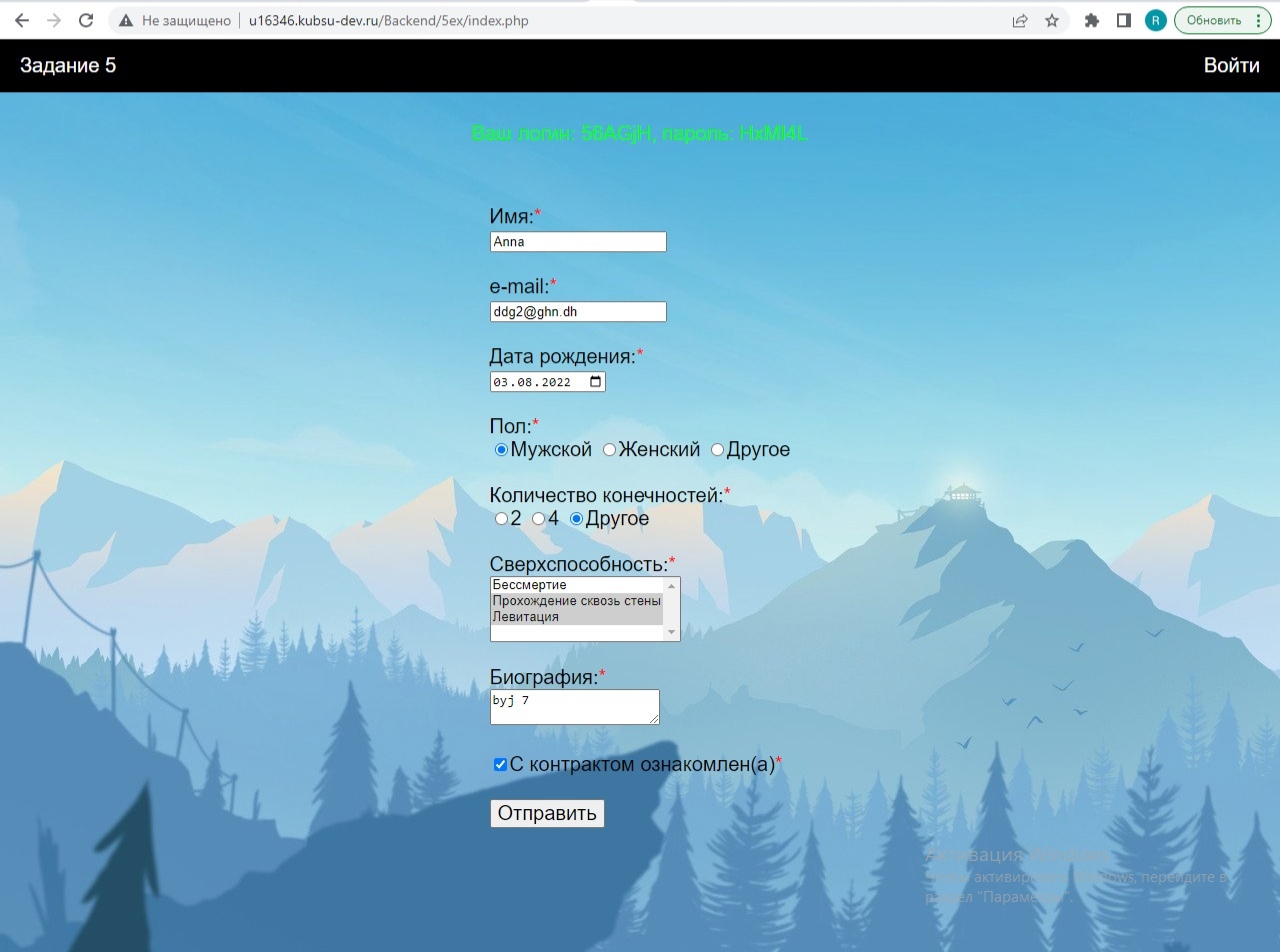 Не защищено u16346.kubsu-dev.ru/Backend/5ex/index.php R Обновить
Задание 5 Войти
Ваш логин: пароль:
Имя:*
Anna
e-mail:*
ddg2@ghn.dh
Дата рождения:*
03.08.2022
Пол:*
Мужской Женский Другое
Количество конечностей:*
2 4 Другое
Сверхспособность:*
Бессмертие
Прохождение сквозь стены
Левитация
Биография:*
byj 7
С контрактом ознакомлен(а)*
Отправить
Активация Windows
Чтобы активировать Windows, перейдите в
раздел "Параметры".